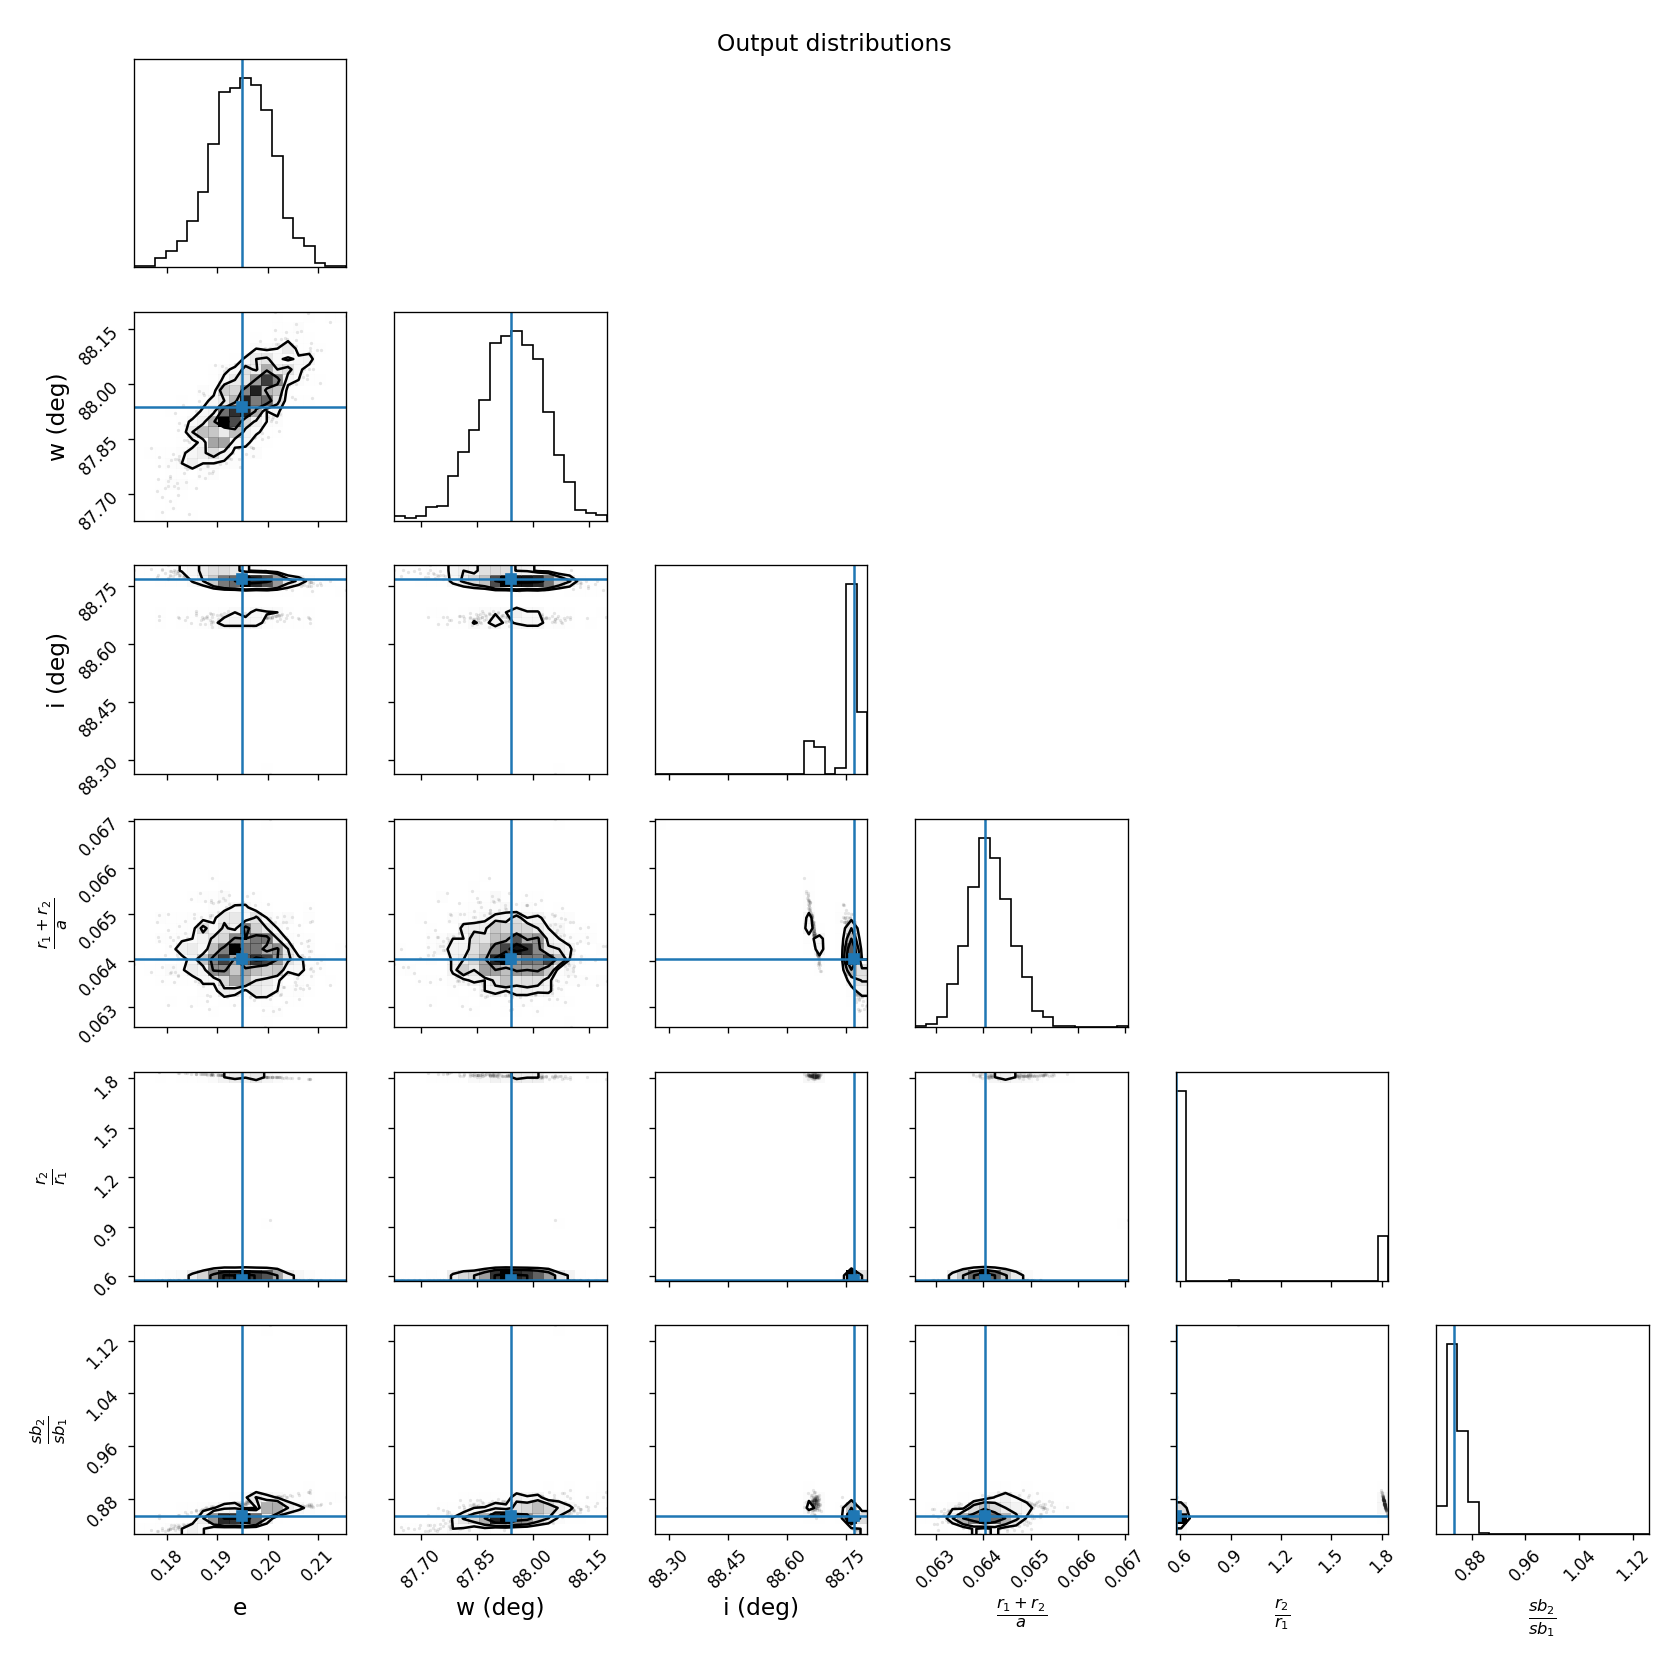 Output distributions
w (deg)
88.15
88.00
87.85
87.70
i (deg)
88.75
88.60
88.45
88.30
r₁ + r₂
a
0.067
0.066
0.065
0.064
0.063
r₂
r₁
1.8
1.5
1.2
0.9
0.6
sb₂
sb₁
1.12
1.04
0.96
0.88
0.18 0.19 0.20 0.21 87.70 87.85 88.00 88.15 88.30 88.45 88.60 88.75 0.063 0.064 0.065 0.066 0.067 0.6 0.9 1.2 1.5 1.8 0.88 0.96 1.04 1.12
e w (deg) i (deg)
r₁ + r₂
a
r₂
r₁
sb₂
sb₁